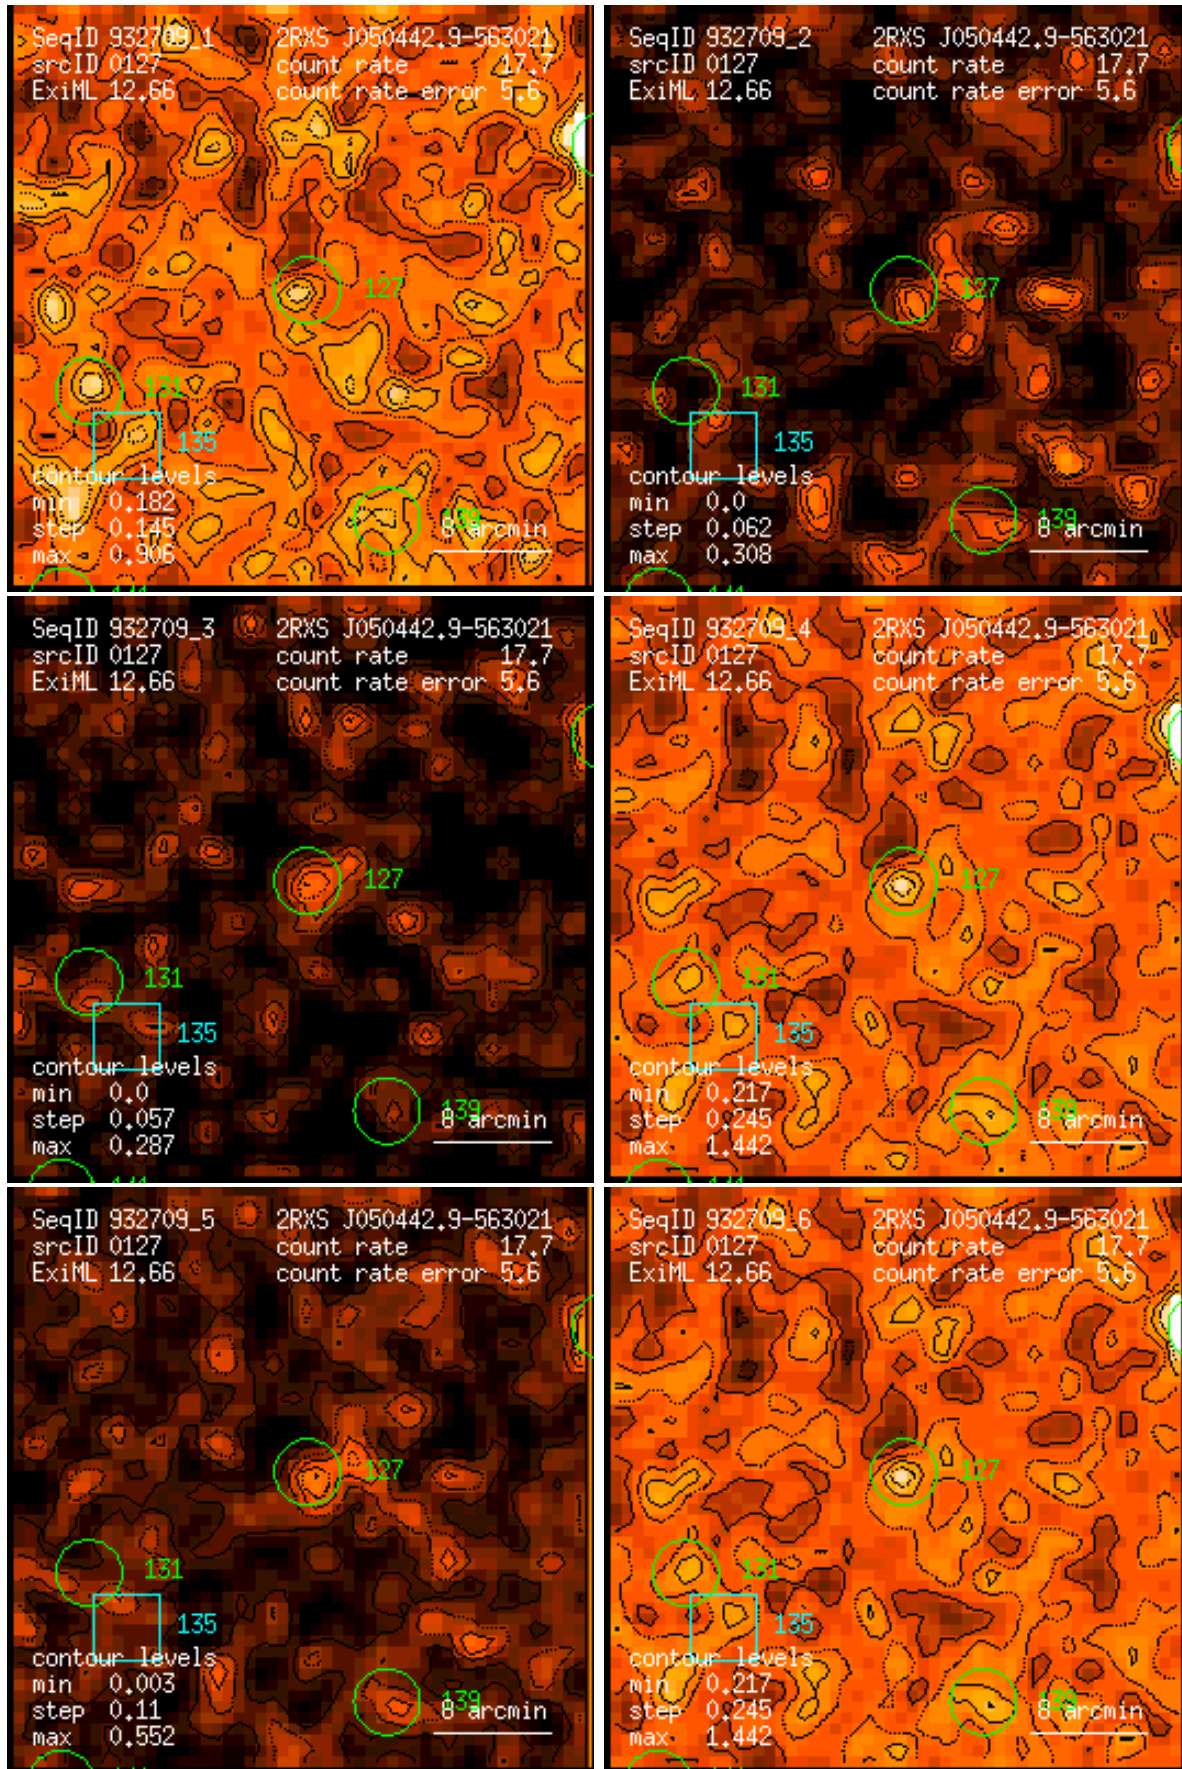 SeqID 932709_1 2RXS J050442.9-563021
srcID 0127 count rate 17.7
ExiML 12.66 count rate error 5.6
127
131
135
contour levels
min 0.182
step 0.145
max 0.906
139
8 arcmin
SeqID 932709_2 2RXS J050442.9-563021
srcID 0127 count rate 17.7
ExiML 12.66 count rate error 5.6
127
131
135
contour levels
min 0.0
step 0.062
max 0.308
139
8 arcmin
SeqID 932709_3 2RXS J050442.9-563021
srcID 0127 count rate 17.7
ExiML 12.66 count rate error 5.6
127
131
135
contour levels
min 0.0
step 0.057
max 0.287
139
8 arcmin
SeqID 932709_4 2RXS J050442.9-563021
srcID 0127 count rate 17.7
ExiML 12.66 count rate error 5.6
127
131
135
contour levels
min 0.217
step 0.245
max 1.442
139
8 arcmin
SeqID 932709_5 2RXS J050442.9-563021
srcID 0127 count rate 17.7
ExiML 12.66 count rate error 5.6
127
131
135
contour levels
min 0.003
step 0.11
max 0.552
139
8 arcmin
SeqID 932709_6 2RXS J050442.9-563021
srcID 0127 count rate 17.7
ExiML 12.66 count rate error 5.6
127
131
135
contour levels
min 0.217
step 0.245
max 1.442
139
8 arcmin